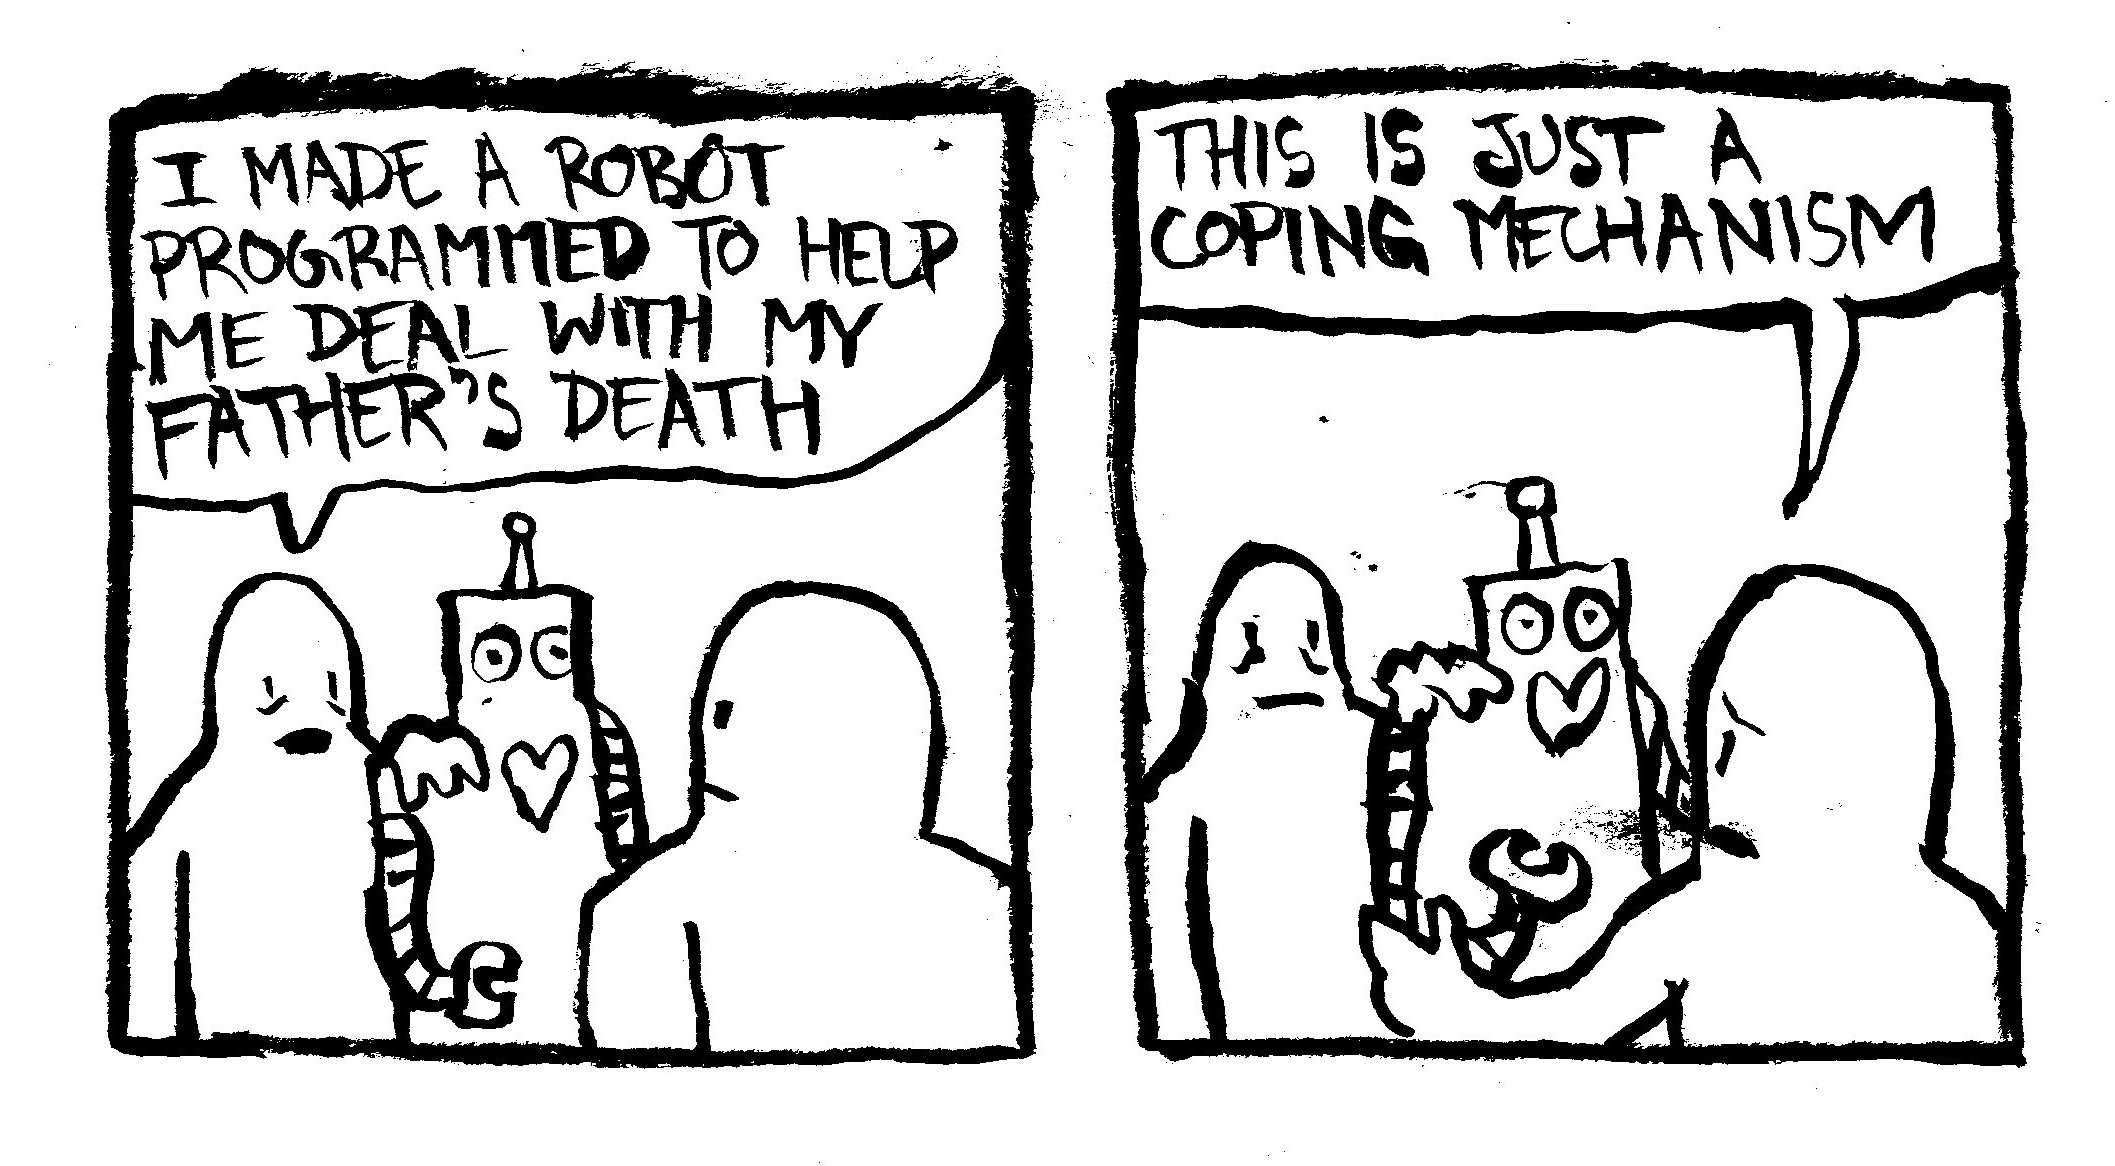 I MADE A ROBOT
PROGRAMMED TO HELP
ME DEAL WITH MY
FATHER'S DEATH
THIS IS JUST A
COPING MECHANISM